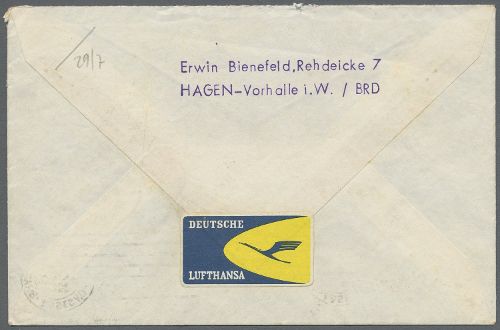 29/7
Erwin Bienefeld, Rehdeicke 7
HAGEN-Vorhalle i.W. / BRD
DEUTSCHE
LUFTHANSA